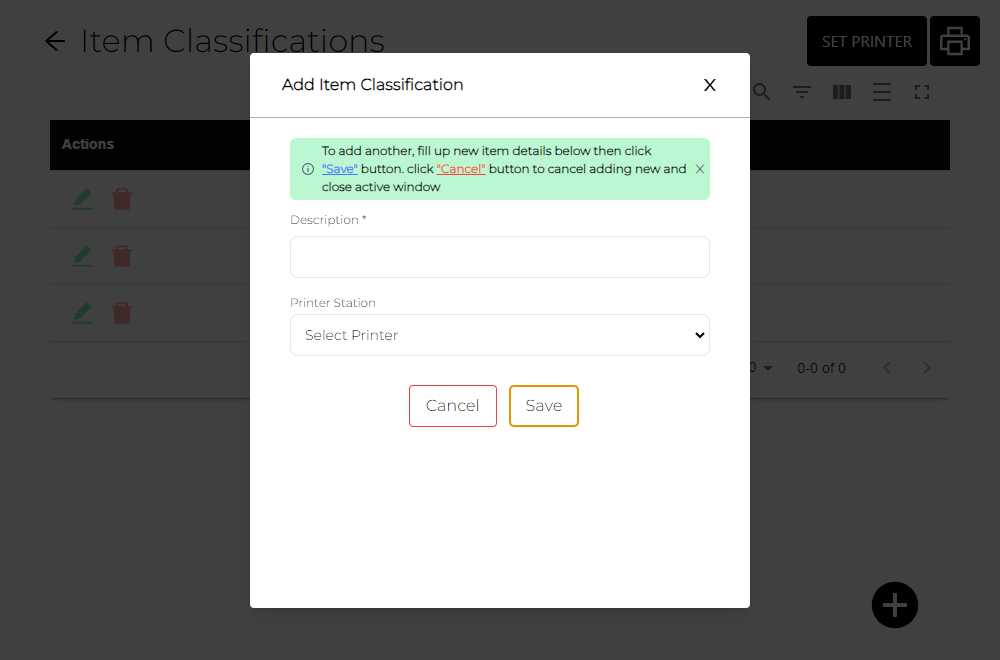 Item Classifications
SET PRINTER
Add Item Classification
X
Actions
To add another, fill up new item details below then click
"Save" button. click "Cancel" button to cancel adding new and
close active window
Description *
Printer Station
Select Printer
0-0 of 0
Cancel
Save